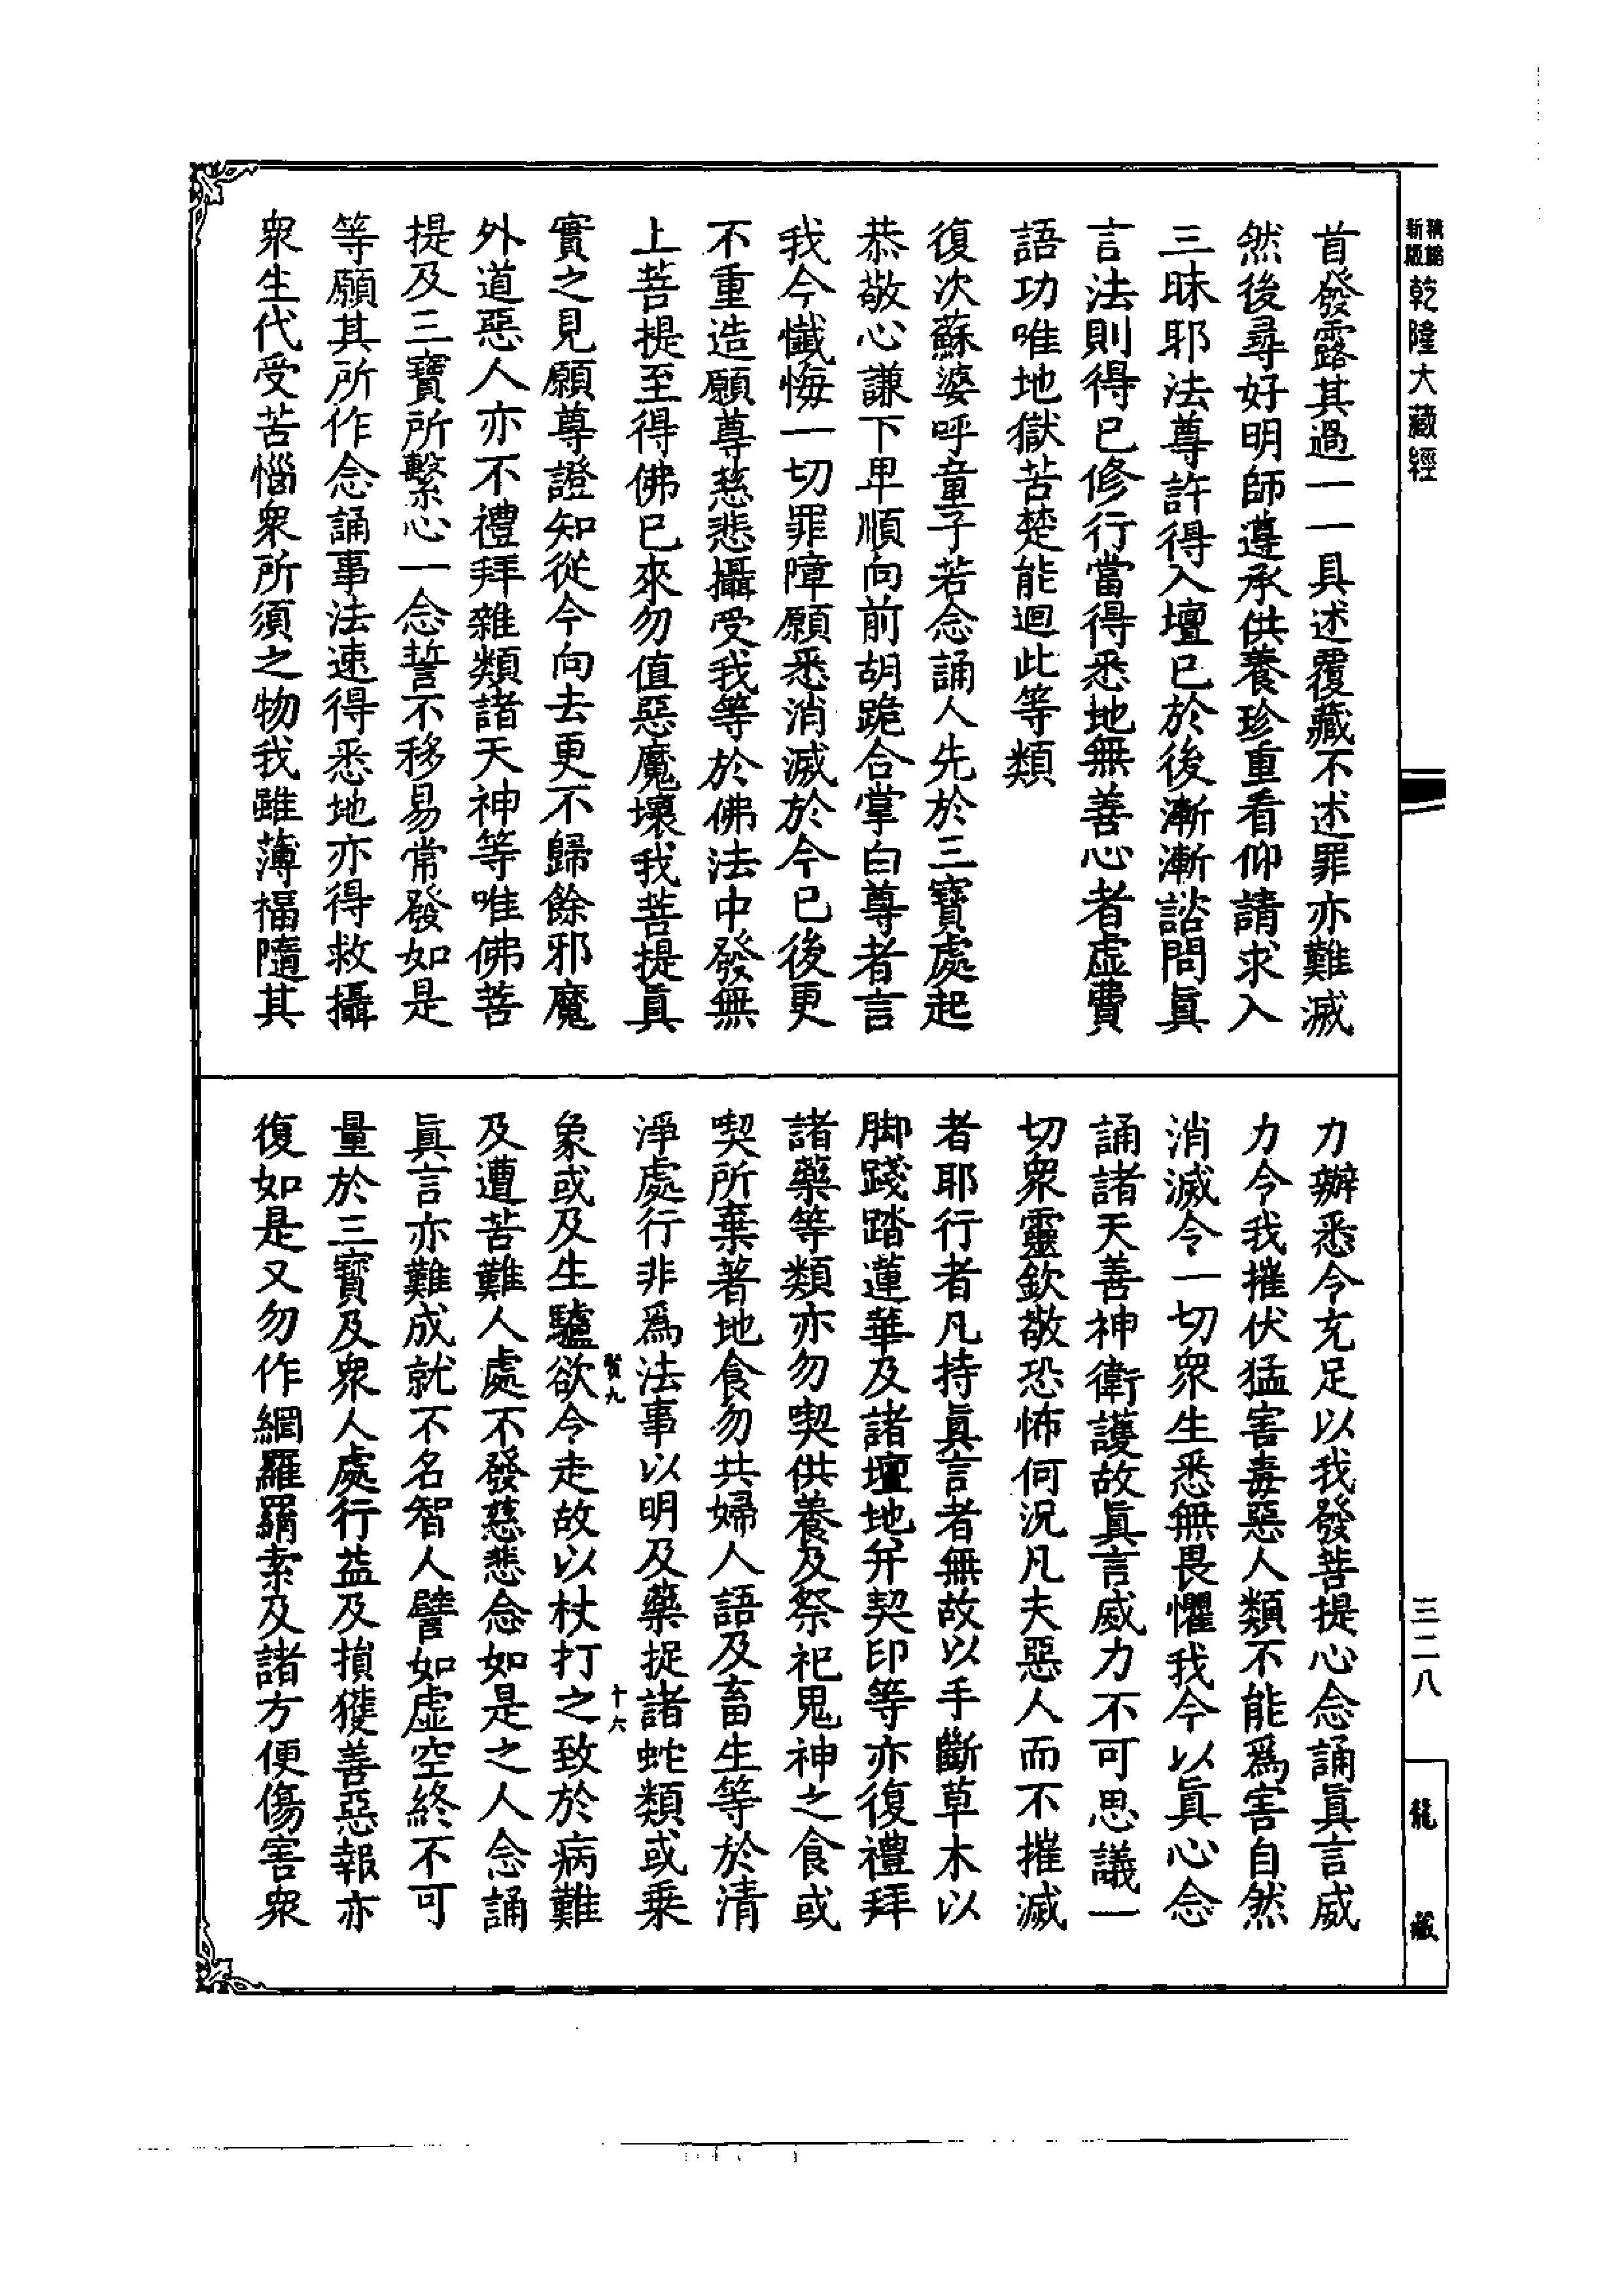 精縮
新版
乾隆大藏經
三二八
龍藏
首發露其過一一具述覆藏不述罪亦難滅
然後尋好明師遵承供養珍重看仰請求入
三昧耶法尊許得入壇已於後漸漸諮問眞
言法則得已修行當得悉地無善心者虛費
語功唯地獄苦楚能迴此等類
復次蘇婆呼童子若念誦人先於三寶處起
恭敬心謙下卑順向前胡跪合掌白尊者言
我今懺悔一切罪障願悉消滅於今已後更
不重造願尊慈悲攝受我等於佛法中發無
上菩提至得佛已來勿值惡魔壞我菩提眞
實之見願尊證知從今向去更不歸餘邪魔
外道惡人亦不禮拜雜類諸天神等唯佛菩
提及三寶所繫心一念誓不移易常發如是
等願其所作念誦事法速得悉地亦得救攝
衆生代受苦惱衆所須之物我雖薄福隨其
力辦悉令充足以我發菩提心念誦眞言威
力令我摧伏猛害毒惡人類不能爲害自然
消滅令一切衆生悉無畏懼我今以眞心念
誦諸天善神衛護故眞言威力不可思議一
切衆靈欽敬恐怖何況凡夫惡人而不摧滅
者耶行者凡持眞言者無故以手斷草木以
脚踐踏蓮華及諸壇地并契印等亦復禮拜
諸藥等類亦勿喫供養及祭祀鬼神之食或
喫所棄著地食勿共婦人語及畜生等於清
淨處行非爲法事以明及藥捉諸蛇類或乗
賢九
十六
象或及生驢欲令走故以杖打之致於病難
及遭苦難人處不發慈悲念如是之人念誦
眞言亦難成就不名智人譬如虛空終不可
量於三寶及衆人處行益及損獲善惡報亦
復如是又勿作網羅罥索及諸方便傷害衆